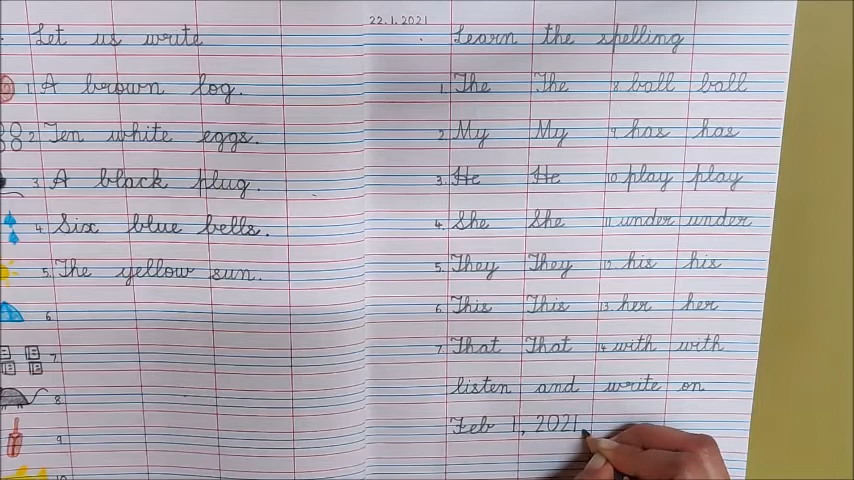 22.1.2021
Let us write
1. A brown log.
2. Ten white eggs.
3. A black plug.
4. Six blue bells.
5. The yellow sun.
6.
7.
8.
9.
10.
Learn the spelling
1. The The 8 ball ball
2. My My 9 has has
3. He He 10 play play
4. She She 11 under under
5. They They 12. his his
6. This This 13. her her
7. That That 14 with with
listen and write on
Feb 1, 2021.